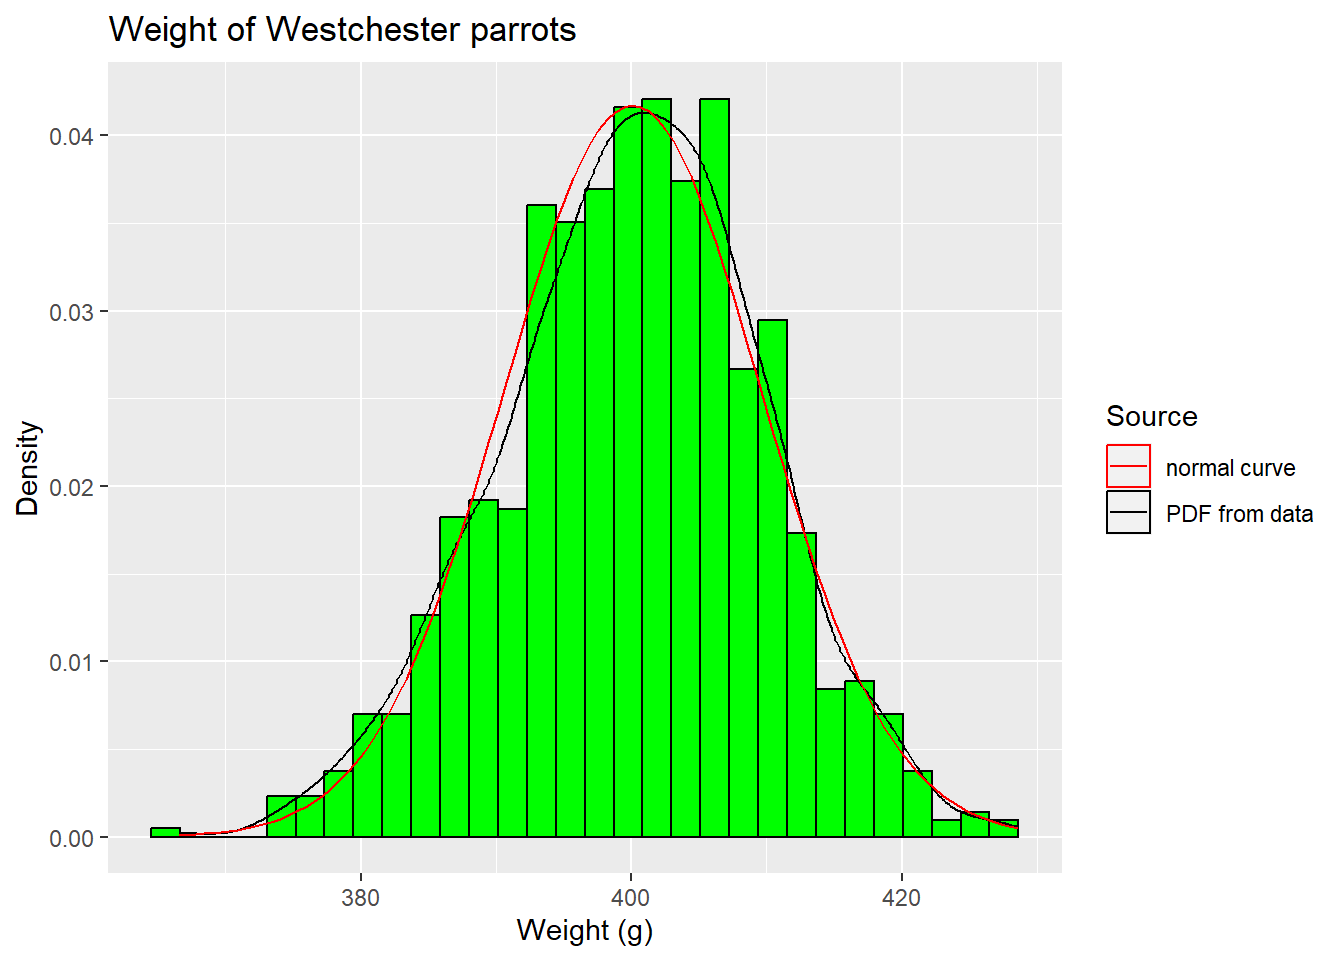 Weight of Westchester parrots
0.04
0.03
0.02
0.01
0.00
Density
380 400 420
Weight (g)
Source
normal curve
PDF from data